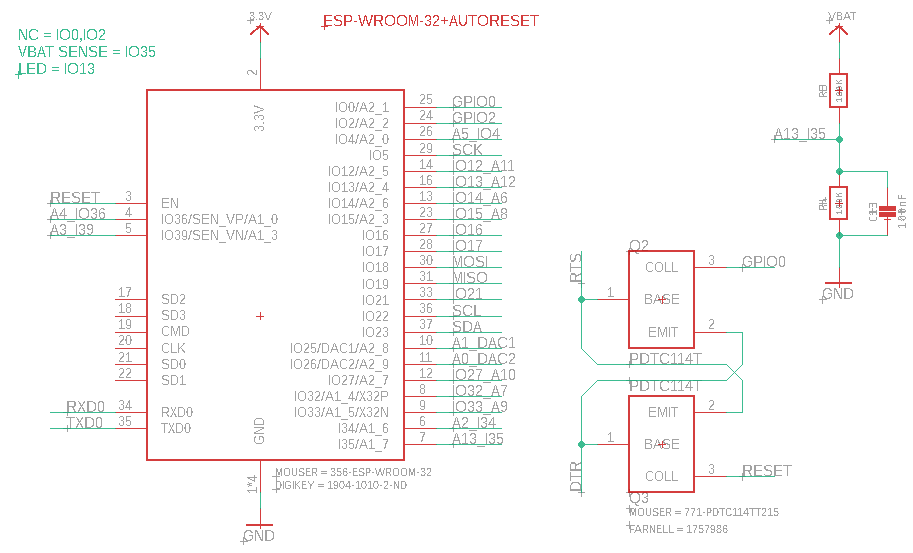 ESP-WROOM-32+AUTORESET
NC = IO0,IO2
VBAT SENSE = IO35
LED = IO13
3.3V
2
3.3V
RESET 3 EN
A4_IO36 4 IO36/SEN_VP/A1_0
A3_I39 5 IO39/SEN_VN/A1_3
17 SD2
18 SD3
19 CMD
20 CLK
21 SD0
22 SD1
RXD0 34 RXD0
TXD0 35 TXD0
IO0/A2_1 25 GPIO0
IO2/A2_2 24 GPIO2
IO4/A2_0 26 A5_IO4
IO5 29 SCK
IO12/A2_5 14 IO12_A11
IO13/A2_4 16 IO13_A12
IO14/A2_6 13 IO14_A6
IO15/A2_3 23 IO15_A8
IO16 27 IO16
IO17 28 IO17
IO18 30 MOSI
IO19 31 MISO
IO21 33 IO21
IO22 36 SCL
IO23 37 SDA
IO25/DAC1/A2_8 10 A1_DAC1
IO26/DAC2/A2_9 11 A0_DAC2
IO27/A2_7 12 IO27_A10
IO32/A1_4/X32P 8 IO32_A7
IO33/A1_5/X32N 9 IO33_A9
I34/A1_6 6 A2_I34
I35/A1_7 7 A13_I35
GND
1*4
GND
MOUSER = 356-ESP-WROOM-32
DIGIKEY = 1904-1010-2-ND
VBAT
A13_I35
GND
Q2
RTS
COLL 3 GPIO0
1 BASE
EMIT 2
PDTC114T
PDTC114T
EMIT 2
1 BASE
DTR
COLL 3 RESET
Q3
MOUSER = 771-PDTC114TT215
FARNELL = 1757986